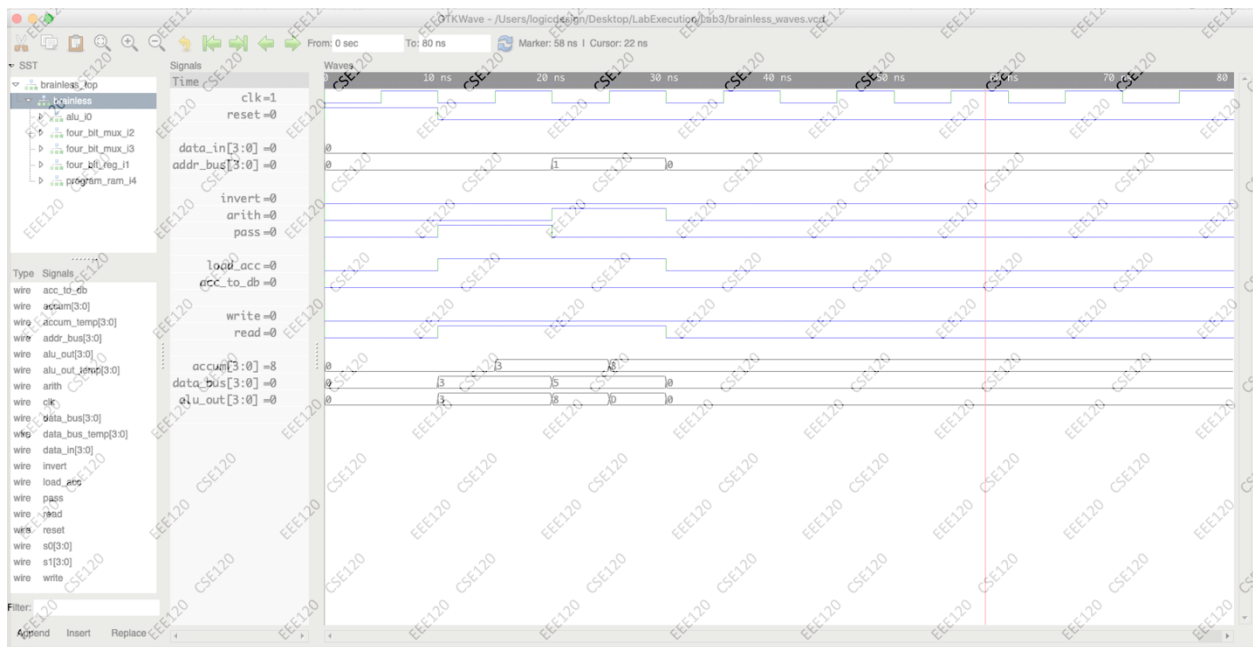 GTKWave - /Users/logicdesign/Desktop/LabExecution/Lab3/brainless_waves.vcd
From: 0 sec To: 80 ns Marker: 58 ns | Cursor: 22 ns
SST
brainless_top
brainless
alu_i0
four_bit_mux_i2
four_bit_mux_i3
four_bit_reg_i1
program_ram_i4
Type Signals
wire acc_to_db
wire accum[3:0]
wire accum_temp[3:0]
wire addr_bus[3:0]
wire alu_out[3:0]
wire alu_out_temp[3:0]
wire arith
wire clk
wire data_bus[3:0]
wire data_bus_temp[3:0]
wire data_in[3:0]
wire invert
wire load_acc
wire pass
wire read
wire reset
wire s0[3:0]
wire s1[3:0]
wire write
Filter:
Append Insert Replace
Signals
Time
clk=1
reset=0
data_in[3:0]=0
addr_bus[3:0]=0
invert=0
arith=0
pass=0
load_acc=0
acc_to_db=0
write=0
read=0
accum[3:0]=8
data_bus[3:0]=0
alu_out[3:0]=0
Waves
0 10 ns 20 ns 30 ns 40 ns 50 ns 60 ns 70 ns 80
0
0 1 0
0 3 8
0 3 5 0
0 3 8 D 0
EEE120 CSE120